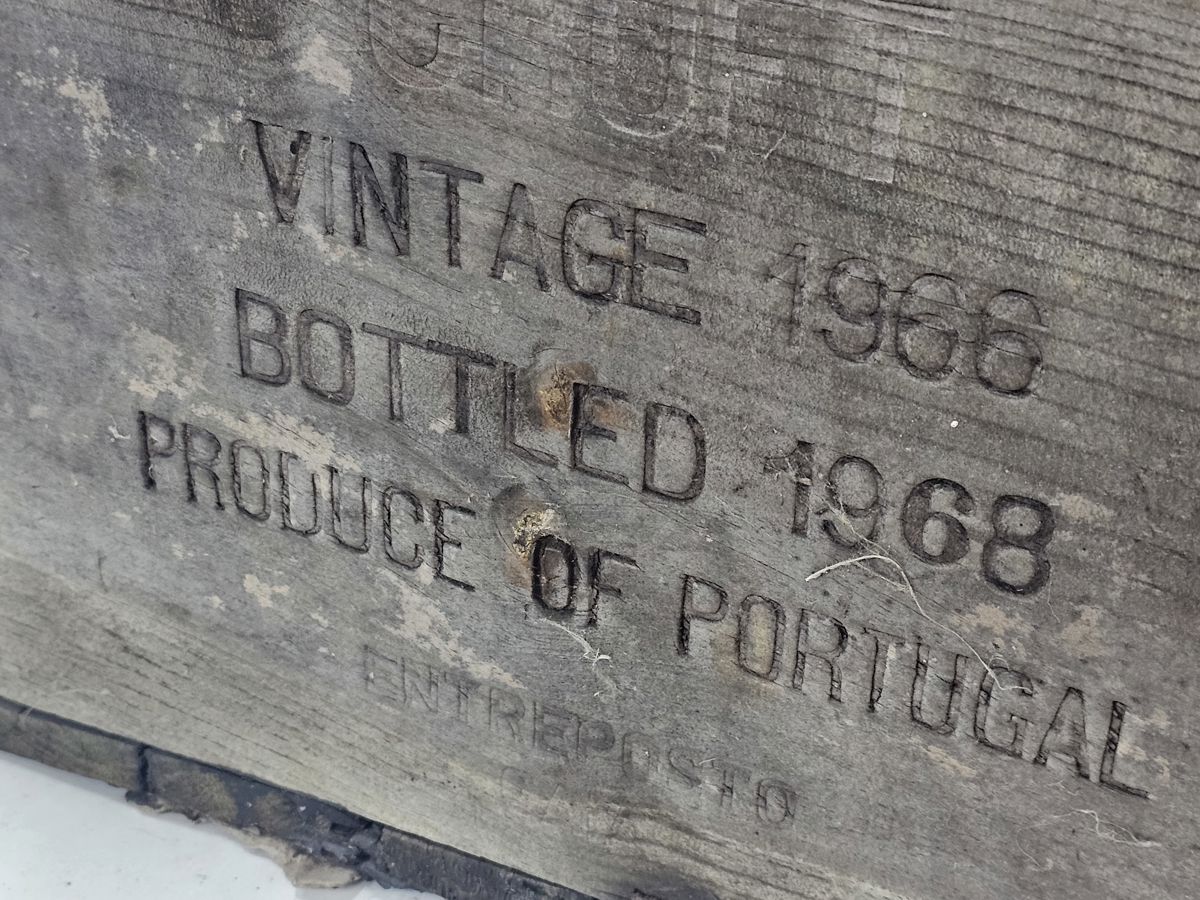 VINTAGE 1966
BOTTLED 1968
PRODUCE OF PORTUGAL
ENTREPOSTO